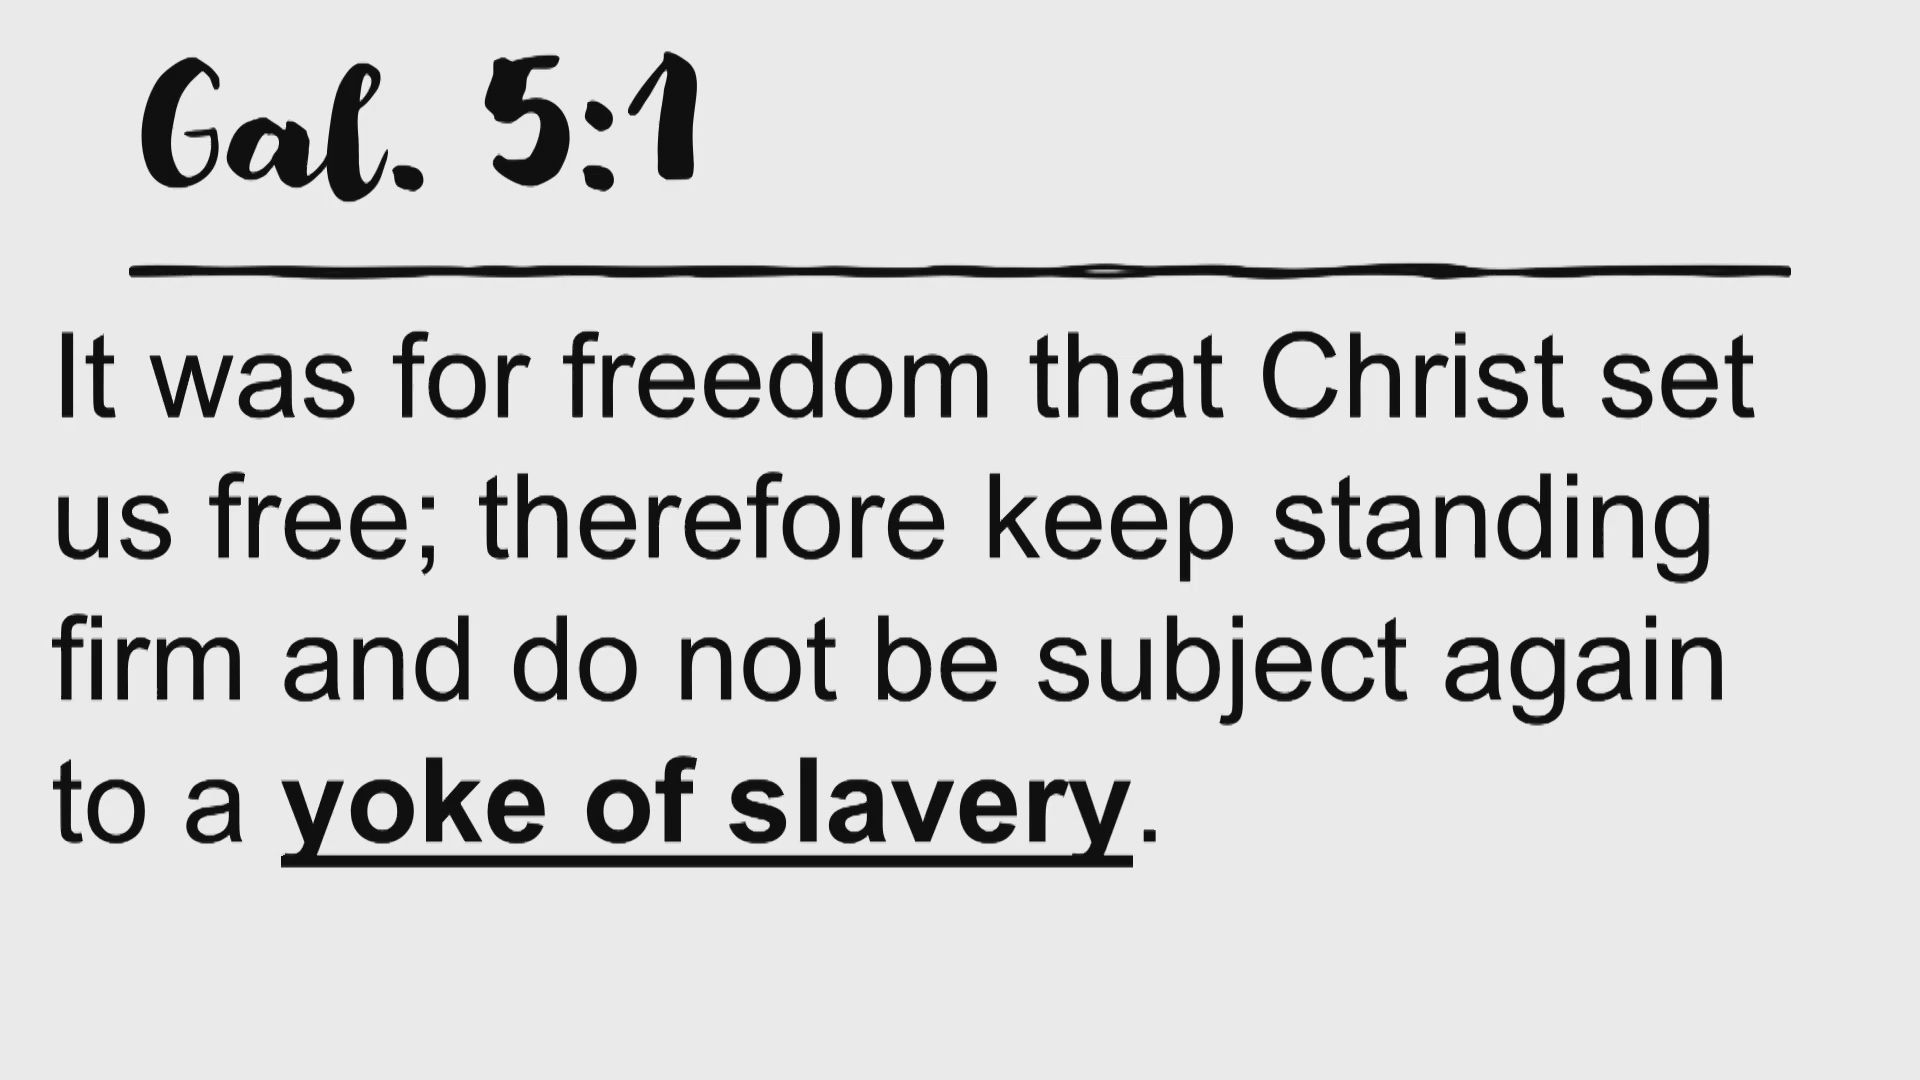 Gal. 5:1
It was for freedom that Christ set
us free; therefore keep standing
firm and do not be subject again
to a yoke of slavery.